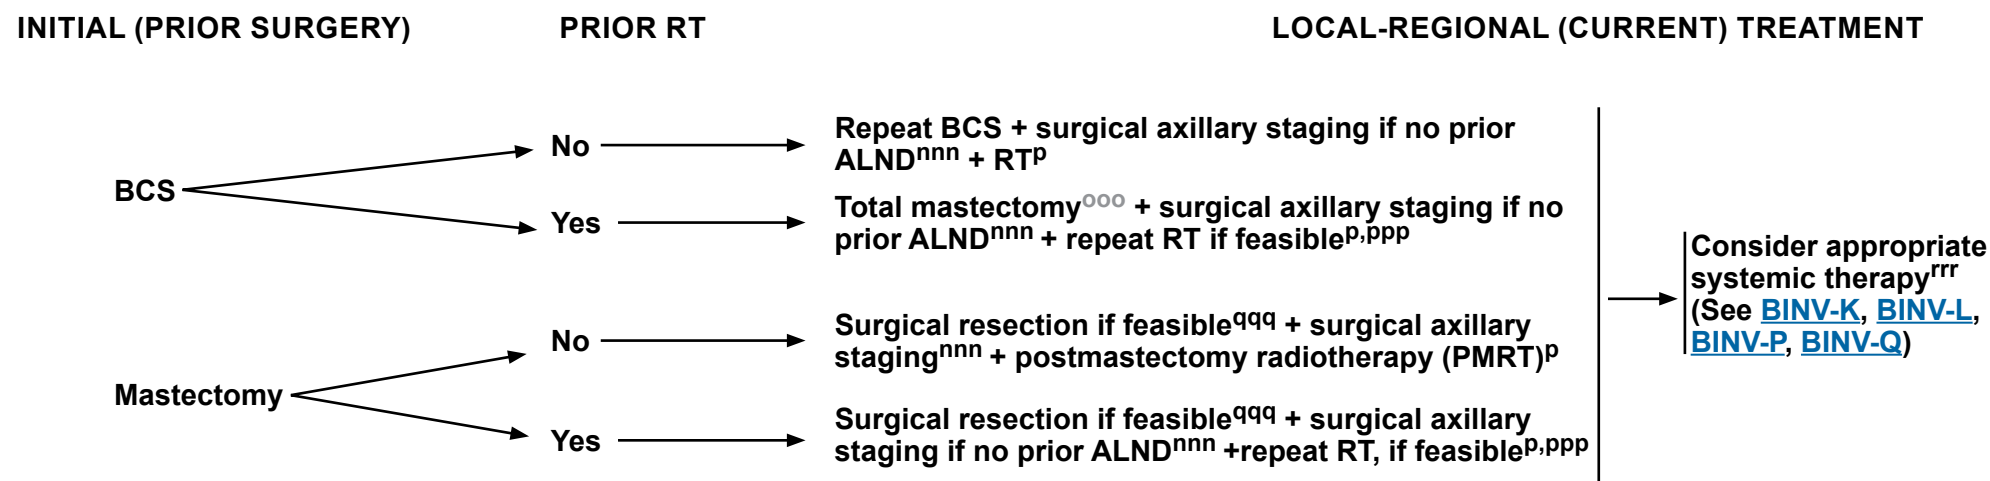 INITIAL (PRIOR SURGERY) PRIOR RT LOCAL-REGIONAL (CURRENT) TREATMENT
BCS
No
Repeat BCS + surgical axillary staging if no prior
ALNDnnn + RTp
Yes
Total mastectomyooo + surgical axillary staging if no
prior ALNDnnn + repeat RT if feasiblep,ppp
Mastectomy
No
Surgical resection if feasibleqqq + surgical axillary
stagingnnn + postmastectomy radiotherapy (PMRT)p
Yes
Surgical resection if feasibleqqq + surgical axillary
staging if no prior ALNDnnn +repeat RT, if feasiblep,ppp
Consider appropriate
systemic therapyrrr
(See BINV-K, BINV-L,
BINV-P, BINV-Q)